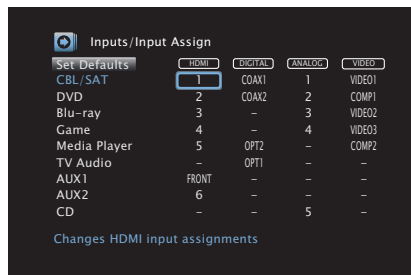 Inputs/Input Assign
Set Defaults HDMI DIGITAL ANALOG VIDEO
CBL/SAT 1 COAX1 1 VIDEO1
DVD 2 COAX2 2 COMP1
Blu-ray 3 – 3 VIDEO2
Game 4 – 4 VIDEO3
Media Player 5 OPT2 – COMP2
TV Audio – OPT1 – –
AUX1 FRONT – – –
AUX2 6 – – –
CD – – 5 –
Changes HDMI input assignments